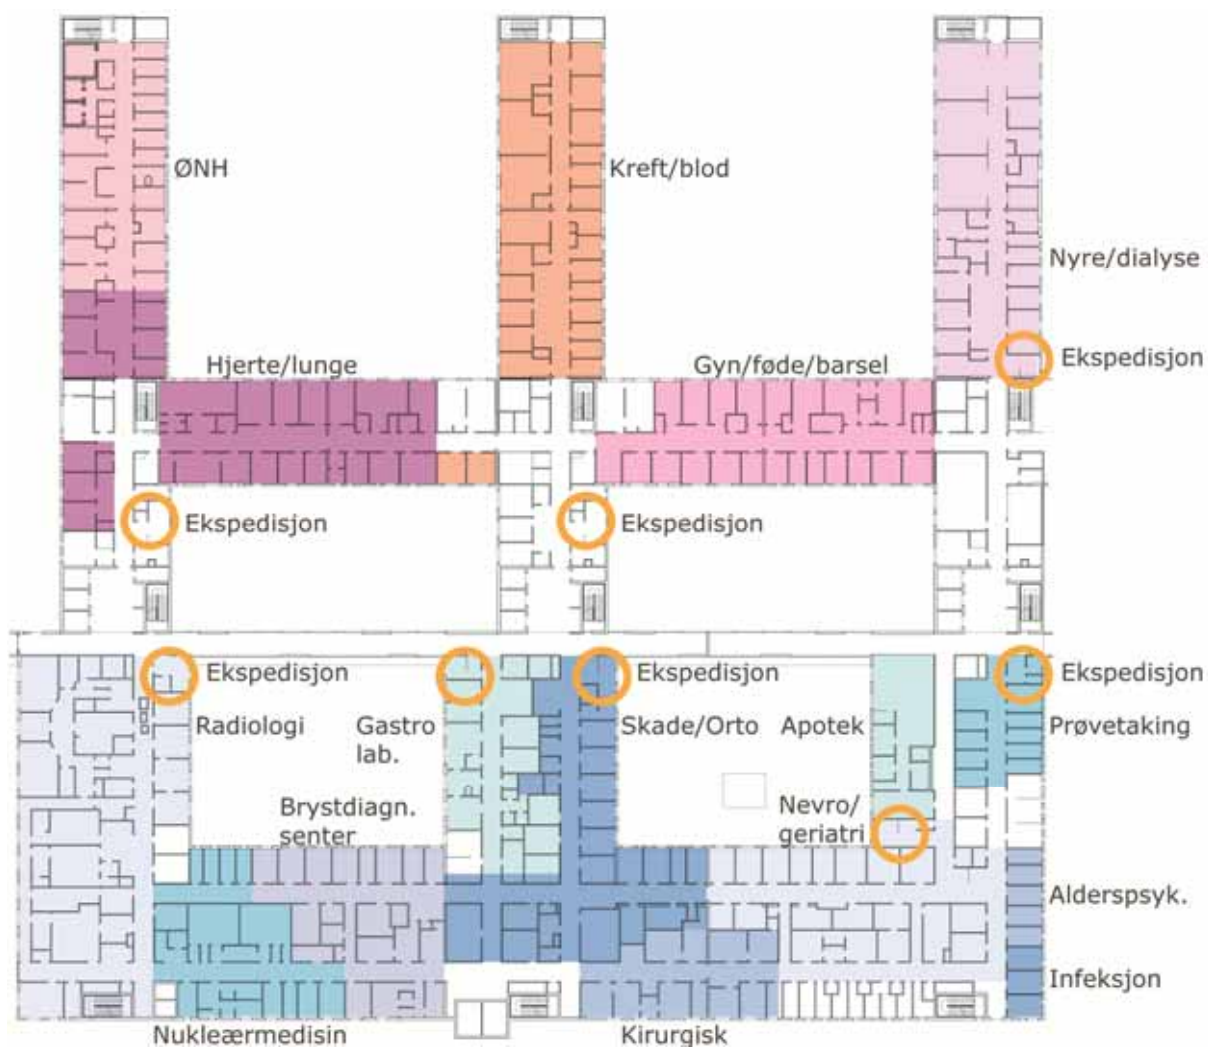 ØNH
Kreft/blod
Nyre/dialyse
Hjerte/lunge
Gyn/føde/barsel
Ekspedisjon
Ekspedisjon
Ekspedisjon
Ekspedisjon
Ekspedisjon
Ekspedisjon
Radiologi
Gastro
lab.
Skade/Orto
Apotek
Prøvetaking
Brystdiagn.
senter
Nevro/
geriatri
Alderspsyk.
Infeksjon
Nukleærmedisin
Kirurgisk